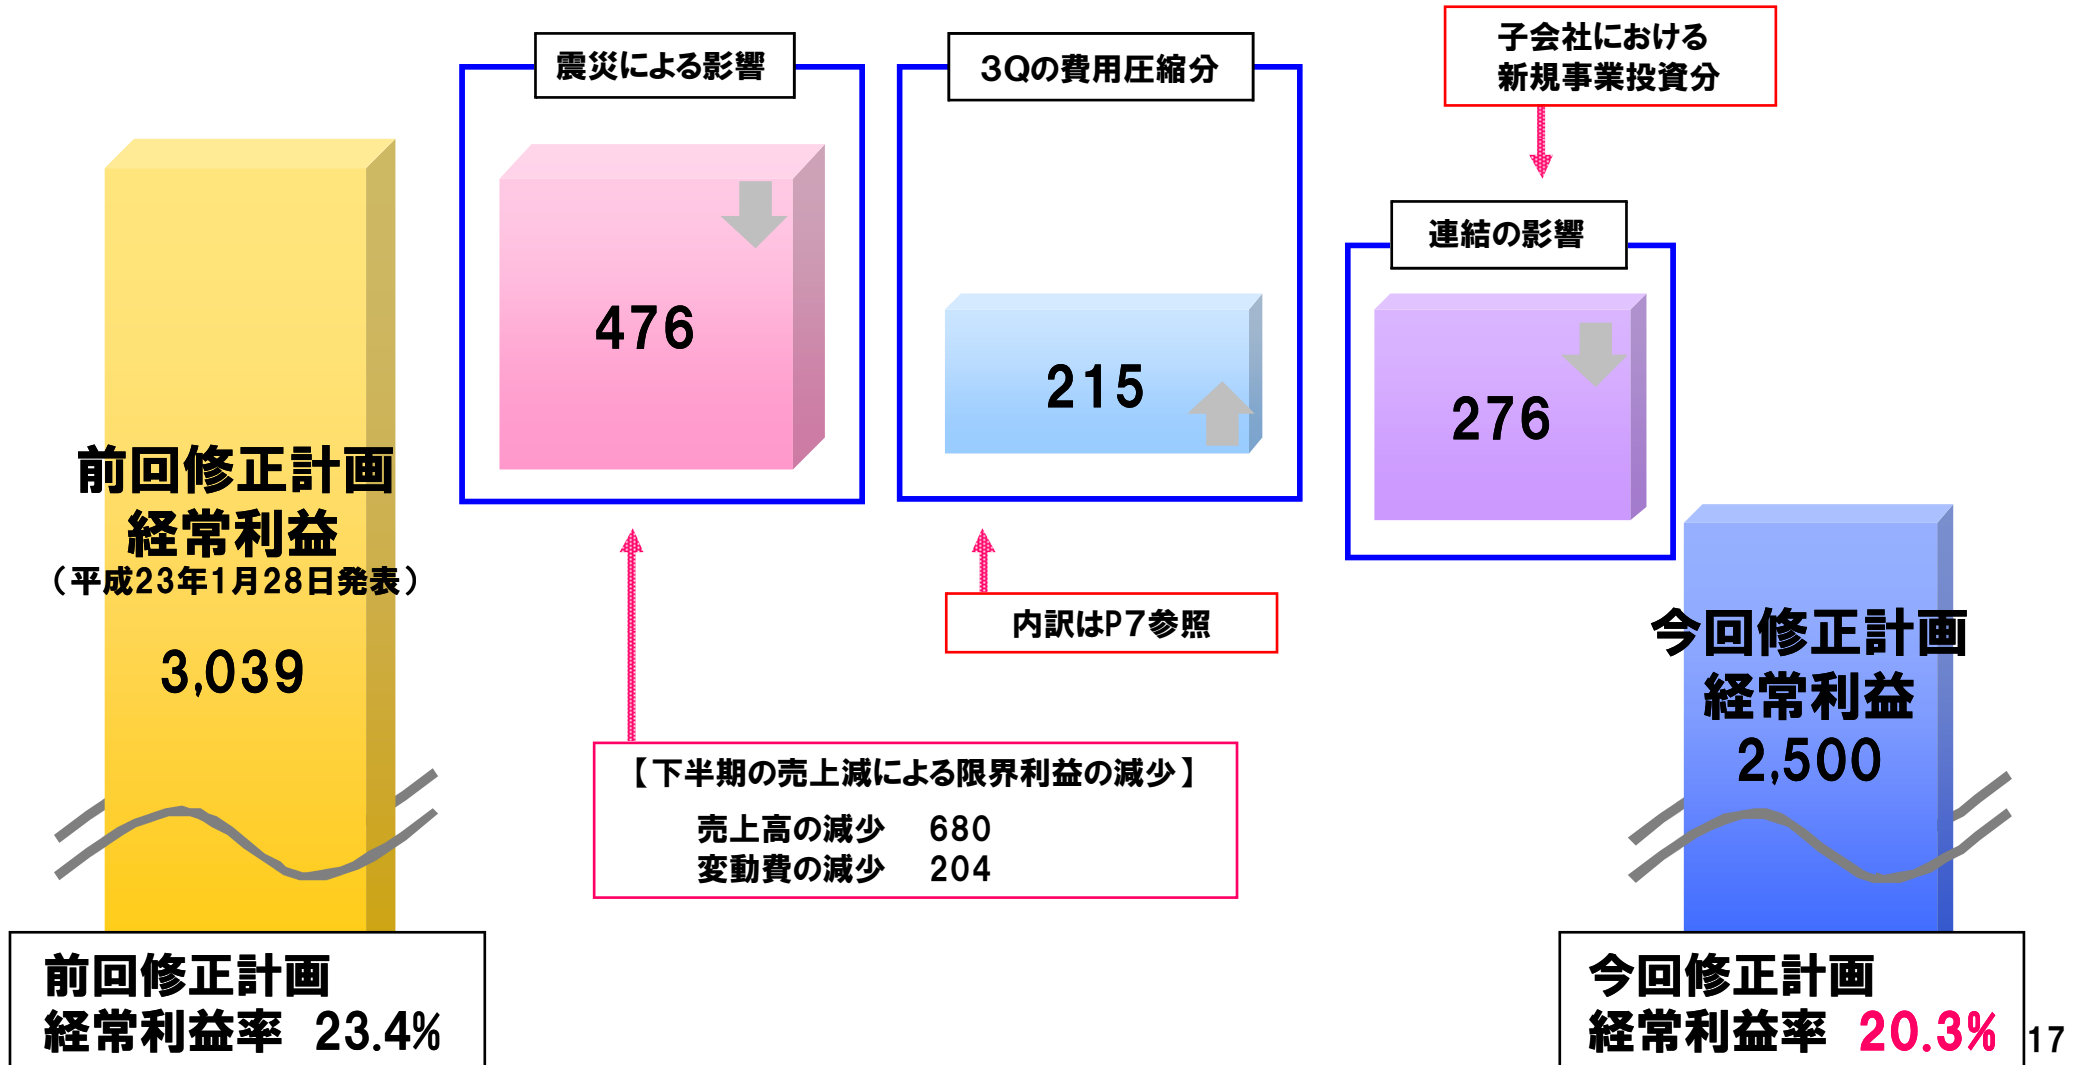 震災による影響
3Qの費用圧縮分
子会社における
新規事業投資分
連結の影響
476
215
276
前回修正計画
経常利益
（平成23年1月28日発表）
3,039
内訳はP7参照
今回修正計画
経常利益
2,500
【下半期の売上減による限界利益の減少】
売上高の減少 680
変動費の減少 204
前回修正計画
経常利益率 23.4%
今回修正計画
経常利益率 20.3%
17